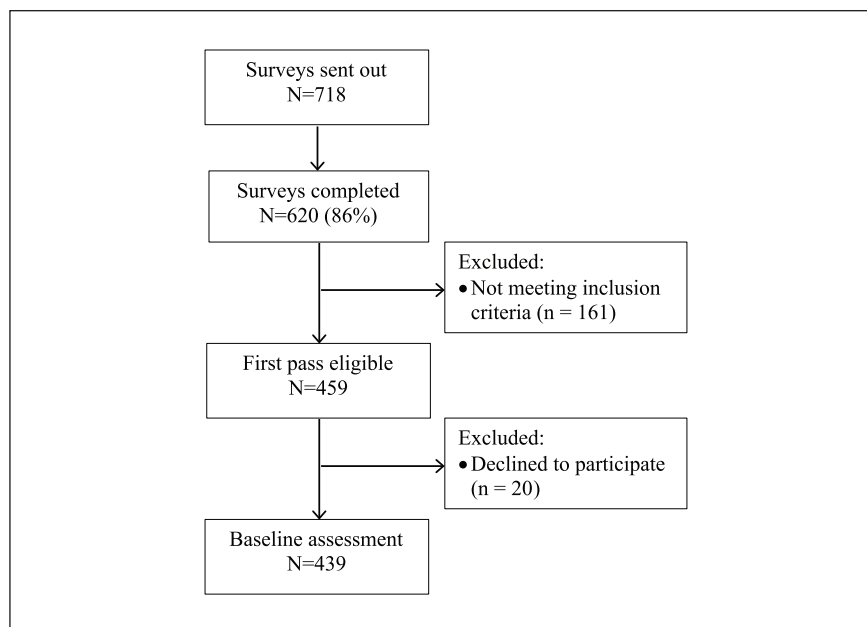 Surveys sent out
N=718
Surveys completed
N=620 (86%)
Excluded:
•Not meeting inclusion
criteria (n = 161)
First pass eligible
N=459
Excluded:
•Declined to participate
(n = 20)
Baseline assessment
N=439